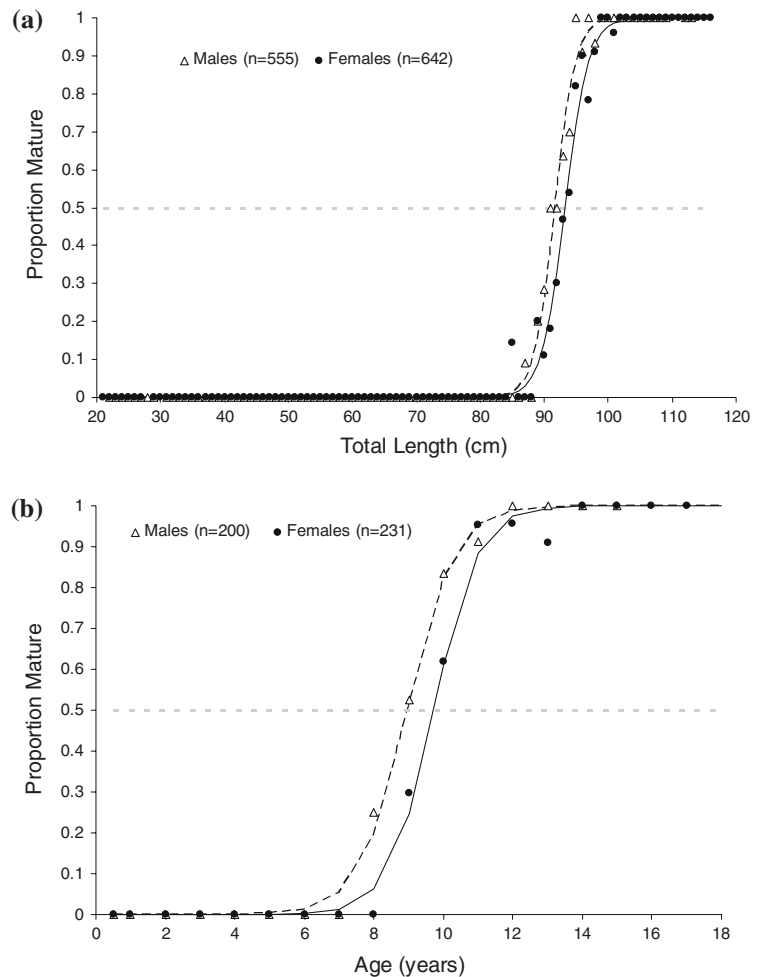 (a)
1
0.9
0.8
0.7
0.6
0.5
0.4
0.3
0.2
0.1
0
Proportion Mature
Males (n=555) Females (n=642)
20 30 40 50 60 70 80 90 100 110 120
Total Length (cm)
(b)
1
0.9
0.8
0.7
0.6
0.5
0.4
0.3
0.2
0.1
0
Proportion Mature
Males (n=200) Females (n=231)
0 2 4 6 8 10 12 14 16 18
Age (years)